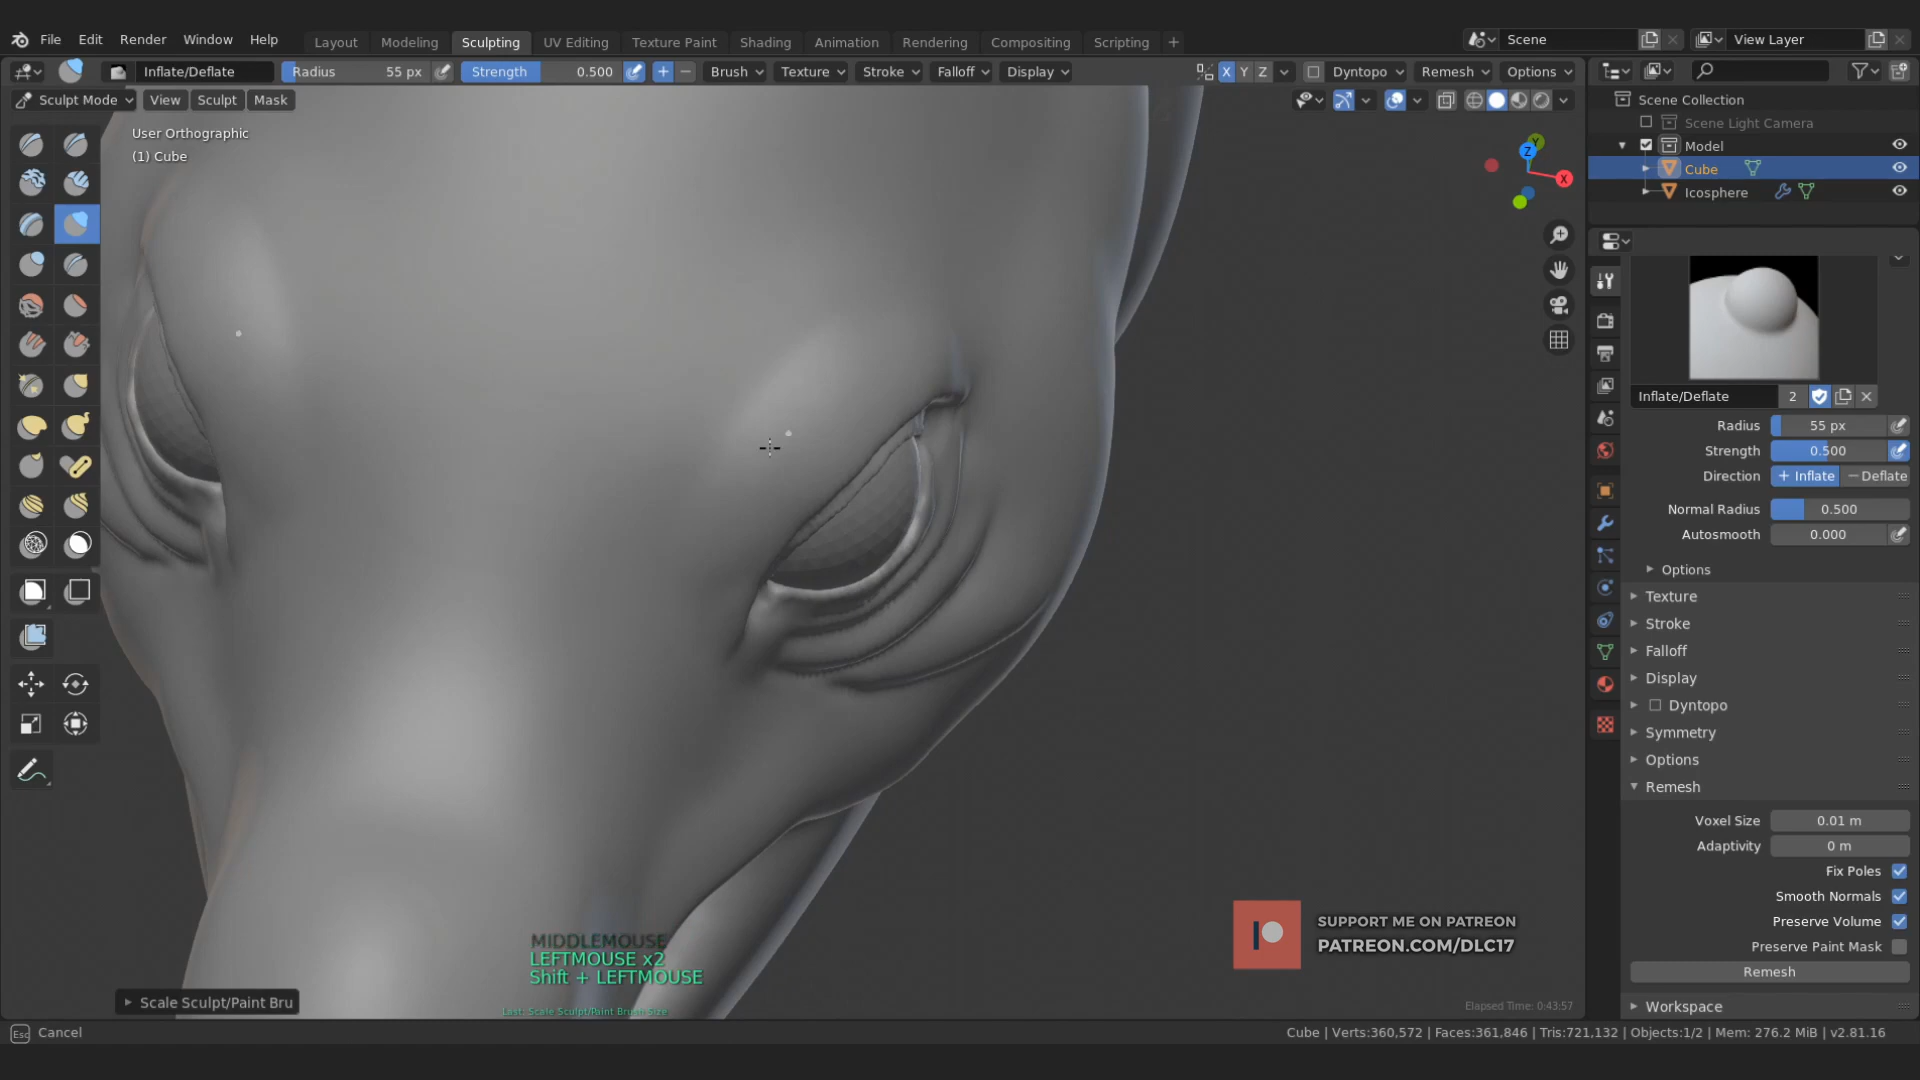 File Edit Render Window Help Layout Modeling Sculpting UV Editing Texture Paint Shading Animation Rendering Compositing Scripting + Scene View Layer
Inflate/Deflate Radius 55 px Strength 0.500 + − Brush Texture Stroke Falloff Display X Y Z Dyntopo Remesh Options
Sculpt Mode View Sculpt Mask
Scene Collection
Scene Light Camera
Model
Cube
Icosphere
User Orthographic
(1) Cube
Y
Z
X
Inflate/Deflate 2
Radius 55 px
Strength 0.500
Direction + Inflate − Deflate
Normal Radius 0.500
Autosmooth 0.000
Options
Texture
Stroke
Falloff
Display
Dyntopo
Symmetry
Options
Remesh
Voxel Size 0.01 m
Adaptivity 0 m
Fix Poles
Smooth Normals
Preserve Volume
Preserve Paint Mask
Remesh
Workspace
MIDDLEMOUSE
LEFTMOUSE x2
Shift + LEFTMOUSE
Last: Scale Sculpt/Paint Brush Size
SUPPORT ME ON PATREON
PATREON.COM/DLC17
Scale Sculpt/Paint Bru
Elapsed Time: 0:43:57
Esc Cancel
Cube | Verts:360,572 | Faces:361,846 | Tris:721,132 | Objects:1/2 | Mem: 276.2 MiB | v2.81.16